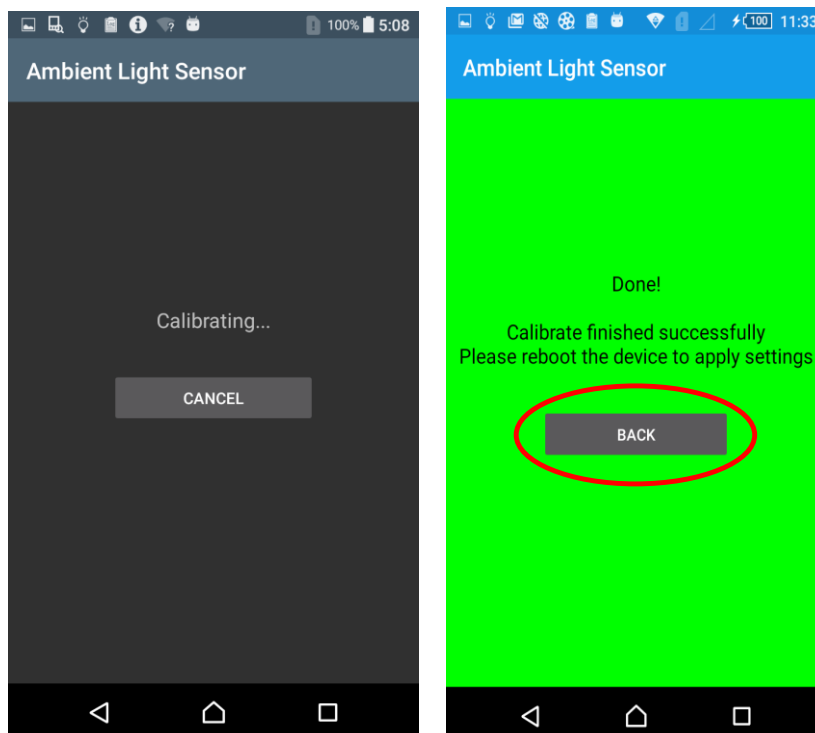 100% 5:08
Ambient Light Sensor
Calibrating...
CANCEL
100 11:33
Ambient Light Sensor
Done!
Calibrate finished successfully
Please reboot the device to apply settings
BACK